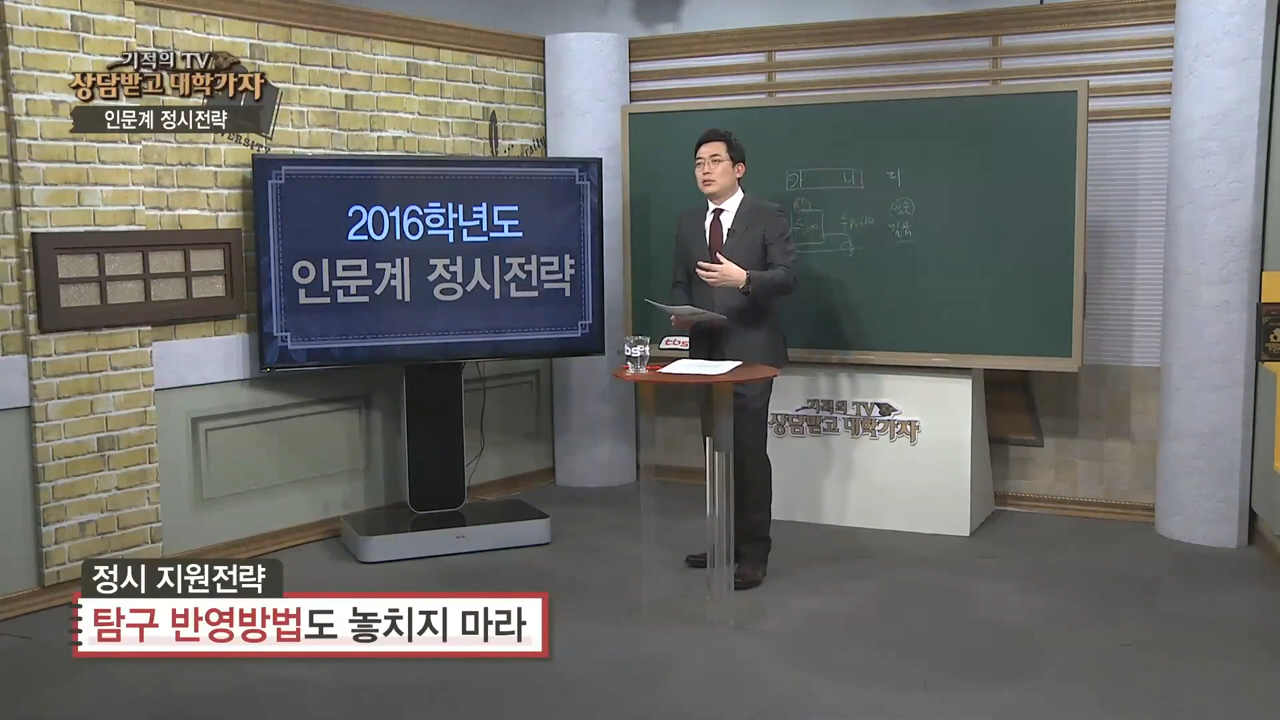 기적의 TV
상담받고 대학가자
인문계 정시전략
2016학년도
인문계 정시전략
가 나 다
tbs
기적의 TV
상담받고 대학가자
정시 지원전략
탐구 반영방법도 놓치지 마라